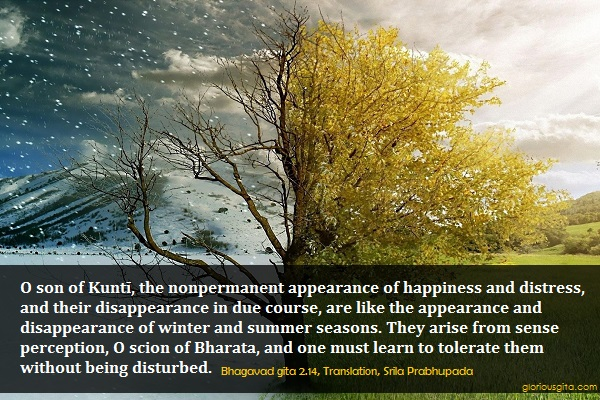 O son of Kuntī, the nonpermanent appearance of happiness and distress,
and their disappearance in due course, are like the appearance and
disappearance of winter and summer seasons. They arise from sense
perception, O scion of Bharata, and one must learn to tolerate them
without being disturbed. Bhagavad gita 2.14, Translation, Srila Prabhupada
gloriousgita.com